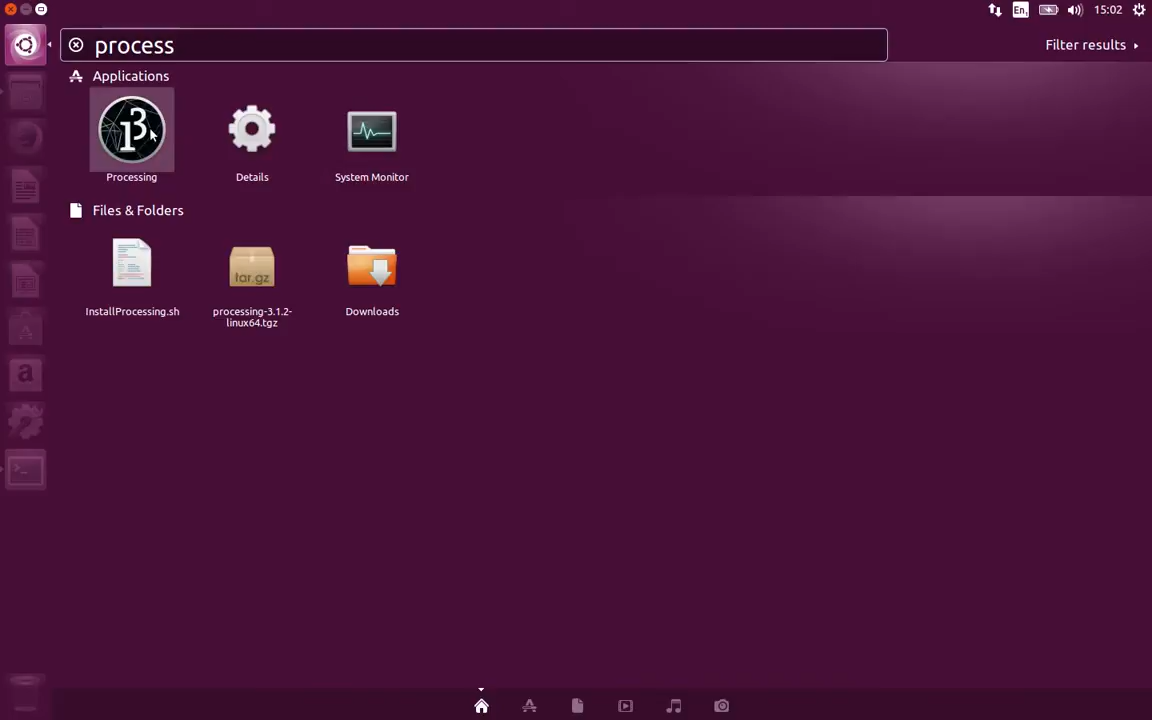 En₁ 15:02
process
Filter results
Applications
Processing Details System Monitor
Files & Folders
tar.gz
InstallProcessing.sh processing-3.1.2- Downloads
linux64.tgz